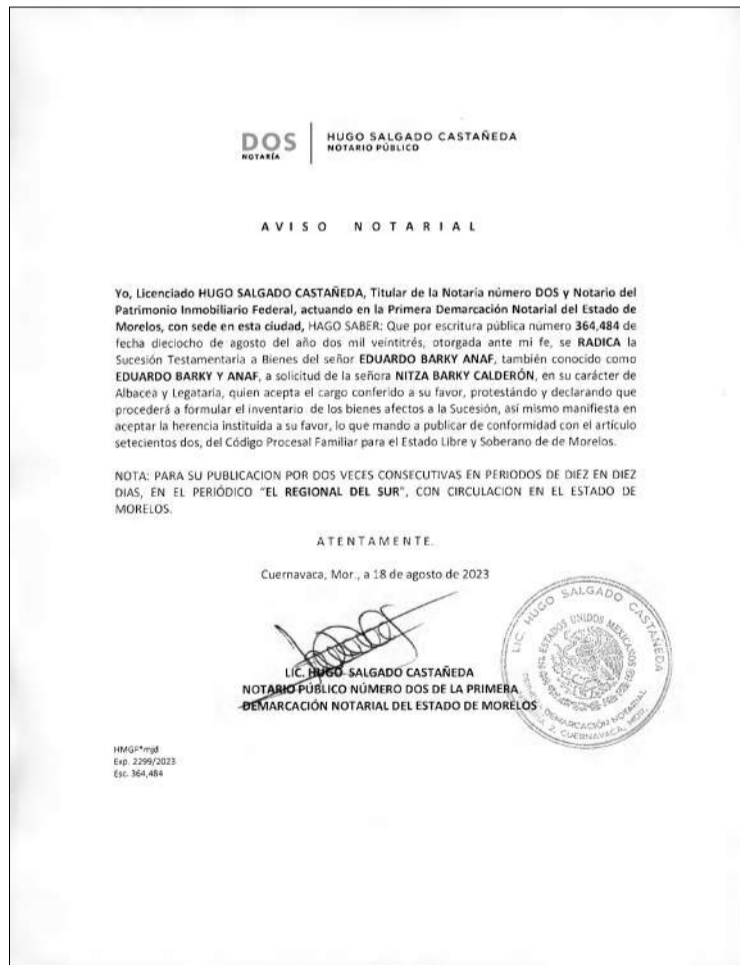 DOS
NOTARÍA
HUGO SALGADO CASTAÑEDA
NOTARIO PÚBLICO
AVISO NOTARIAL
Yo, Licenciado HUGO SALGADO CASTAÑEDA, Titular de la Notaría número DOS y Notario del
Patrimonio Inmobiliario Federal, actuando en la Primera Demarcación Notarial del Estado de
Morelos, con sede en esta ciudad, HAGO SABER: Que por escritura pública número 364,484 de
fecha dieciocho de agosto del año dos mil veintitrés, otorgada ante mi fe, se RADICA la
Sucesión Testamentaria a Bienes del señor EDUARDO BARKY ANAF, también conocido como
EDUARDO BARKY Y ANAF, a solicitud de la señora NITZA BARKY CALDERÓN, en su carácter de
Albacea y Legataria, quien acepta el cargo conferido a su favor, protestándo y declarando que
procederá a formular el inventario de los bienes afectos a la Sucesión, así mismo manifiesta en
aceptar la herencia instituida a su favor, lo que mando a publicar de conformidad con el artículo
setecientos dos, del Código Procesal Familiar para el Estado Libre y Soberano de de Morelos.
NOTA: PARA SU PUBLICACION POR DOS VECES CONSECUTIVAS EN PERIODOS DE DIEZ EN DIEZ
DIAS, EN EL PERIÓDICO "EL REGIONAL DEL SUR", CON CIRCULACION EN EL ESTADO DE
MORELOS.
ATENTAMENTE.
Cuernavaca, Mor., a 18 de agosto de 2023
LIC. HUGO SALGADO CASTAÑEDA
NOTARIO PÚBLICO NÚMERO DOS DE LA PRIMERA
DEMARCACIÓN NOTARIAL DEL ESTADO DE MORELOS
LIC. HUGO SALGADO CASTAÑEDA
ESTADOS UNIDOS MEXICANOS
DEMARCACIÓN NOTARIAL
2, CUERNAVACA, MOR.
HMGF*mjd
Exp. 2299/2023
Esc. 364,484